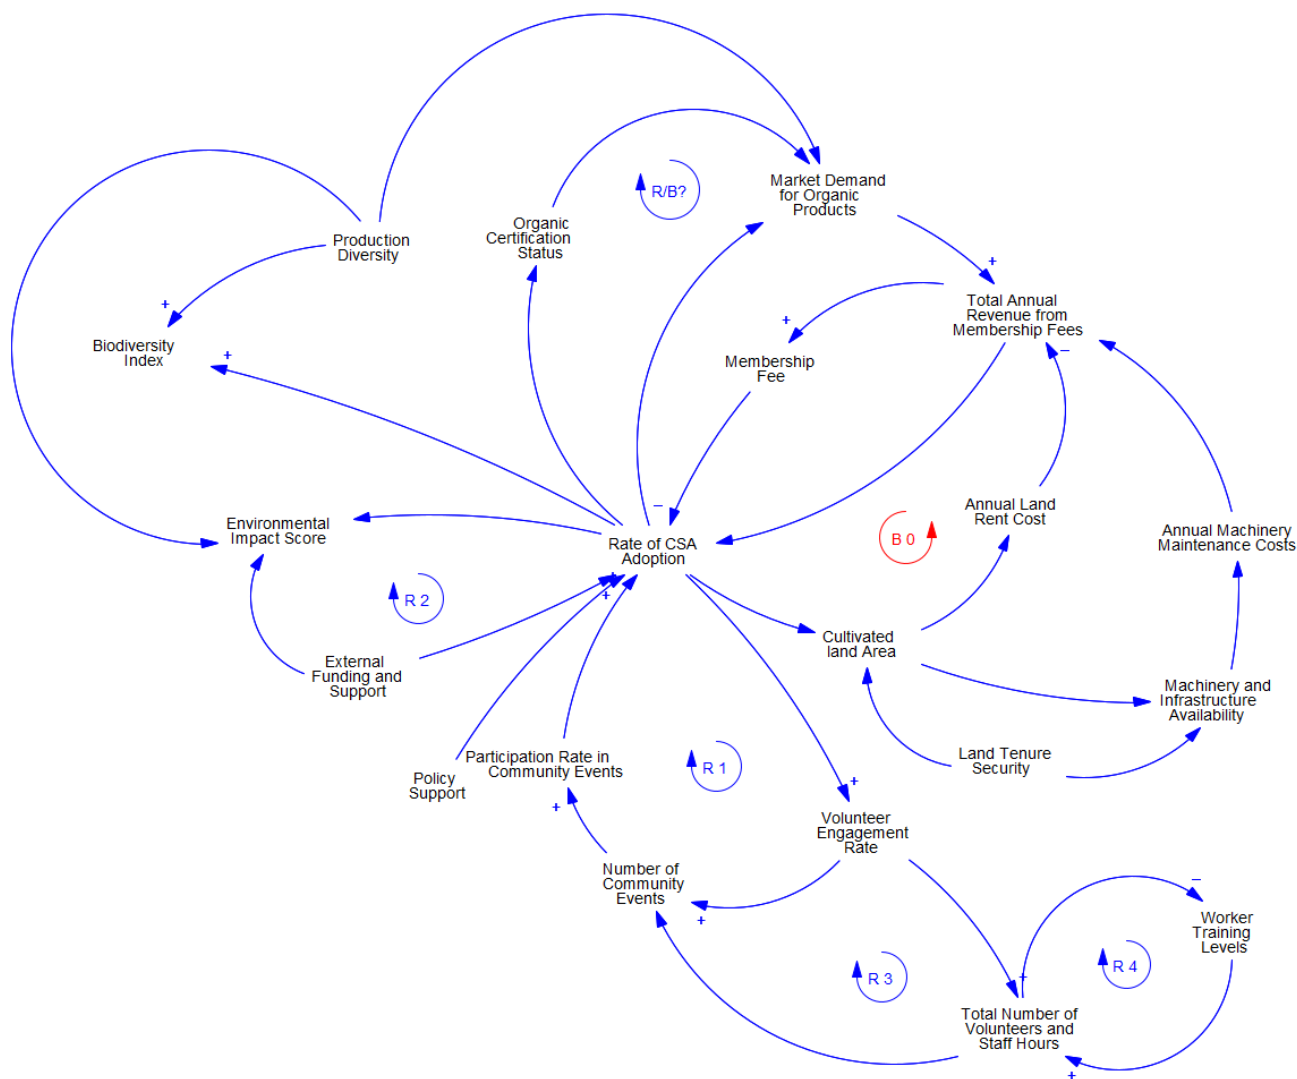 R/B?
Market Demand
for Organic
Products
Organic
Certification
Status
Production
Diversity
+
+
Total Annual
Revenue from
Membership Fees
+
+
–
Biodiversity
Index
+
Membership
Fee
–
Annual Land
Rent Cost
Environmental
Impact Score
Rate of CSA
Adoption
B 0
Annual Machinery
Maintenance Costs
+
+
R 2
Cultivated
land Area
External
Funding and
Support
Machinery and
Infrastructure
Availability
Participation Rate in
Community Events
R 1
Land Tenure
Security
Policy
Support
+
+
Volunteer
Engagement
Rate
Number of
Community
Events
–
+
Worker
Training
Levels
R 3
R 4
+
Total Number of
Volunteers and
Staff Hours
+